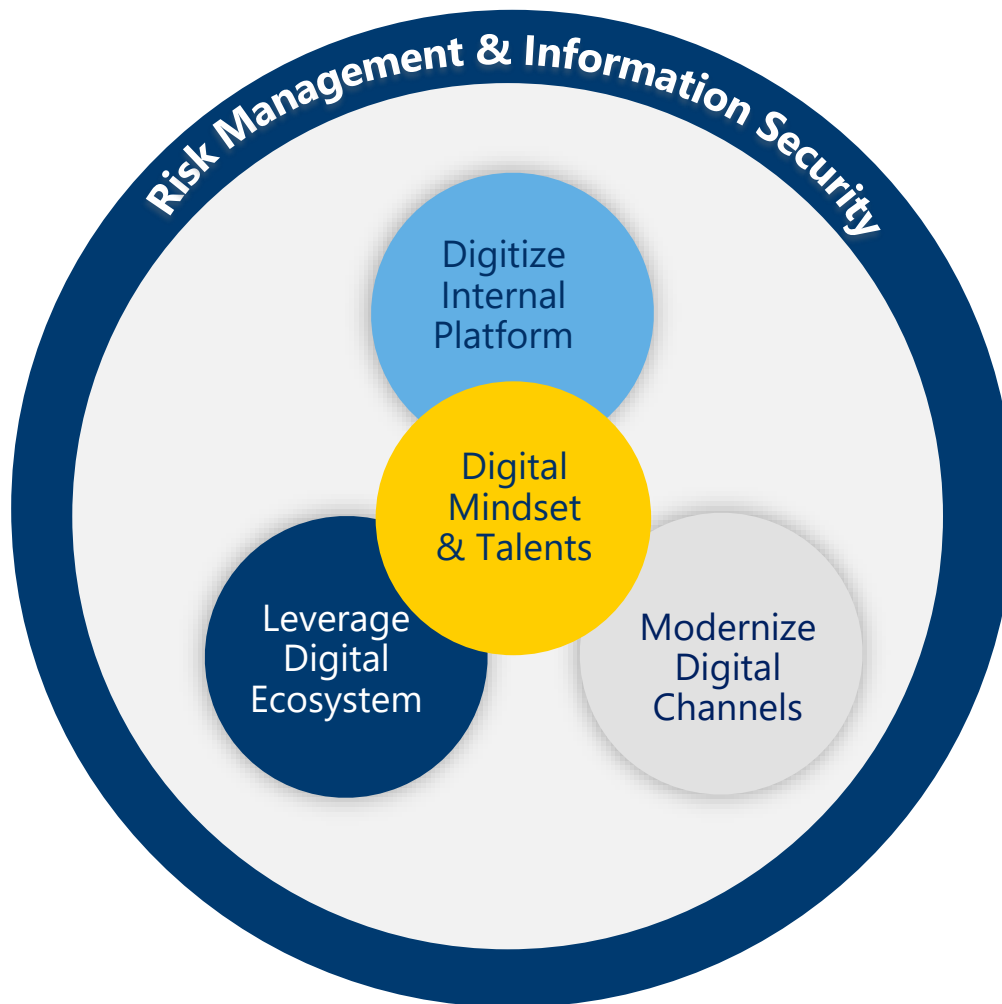 Risk Management & Information Security
Digitize
Internal
Platform
Digital
Mindset
& Talents
Leverage
Digital
Ecosystem
Modernize
Digital
Channels